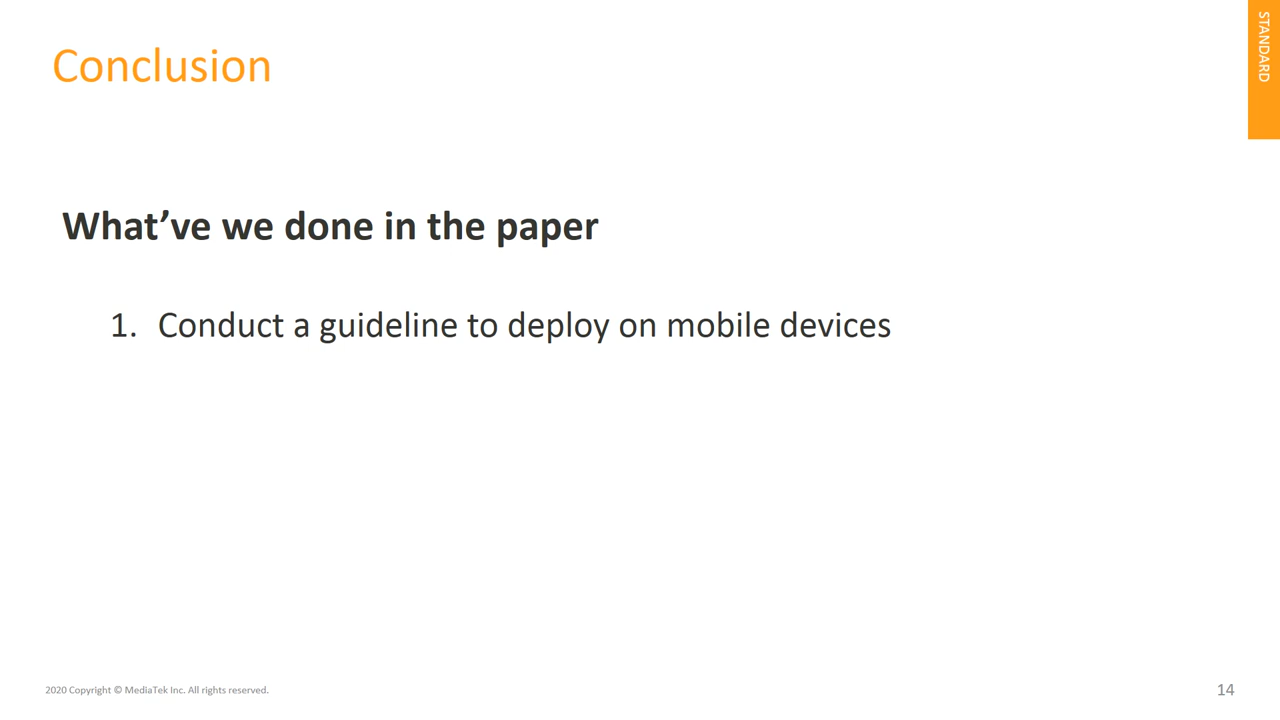 STANDARD
Conclusion
What’ve we done in the paper
1. Conduct a guideline to deploy on mobile devices
2020 Copyright © MediaTek Inc. All rights reserved.
14